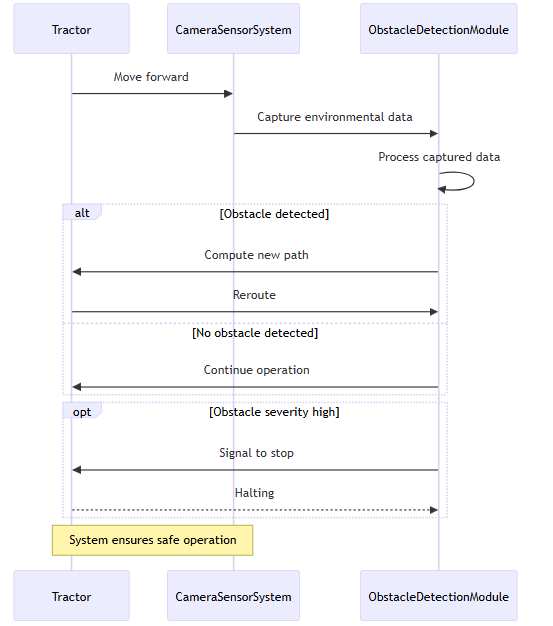 Tractor
CameraSensorSystem
ObstacleDetectionModule
Move forward
Capture environmental data
Process captured data
alt
[Obstacle detected]
Compute new path
Reroute
[No obstacle detected]
Continue operation
opt
[Obstacle severity high]
Signal to stop
Halting
System ensures safe operation
Tractor
CameraSensorSystem
ObstacleDetectionModule